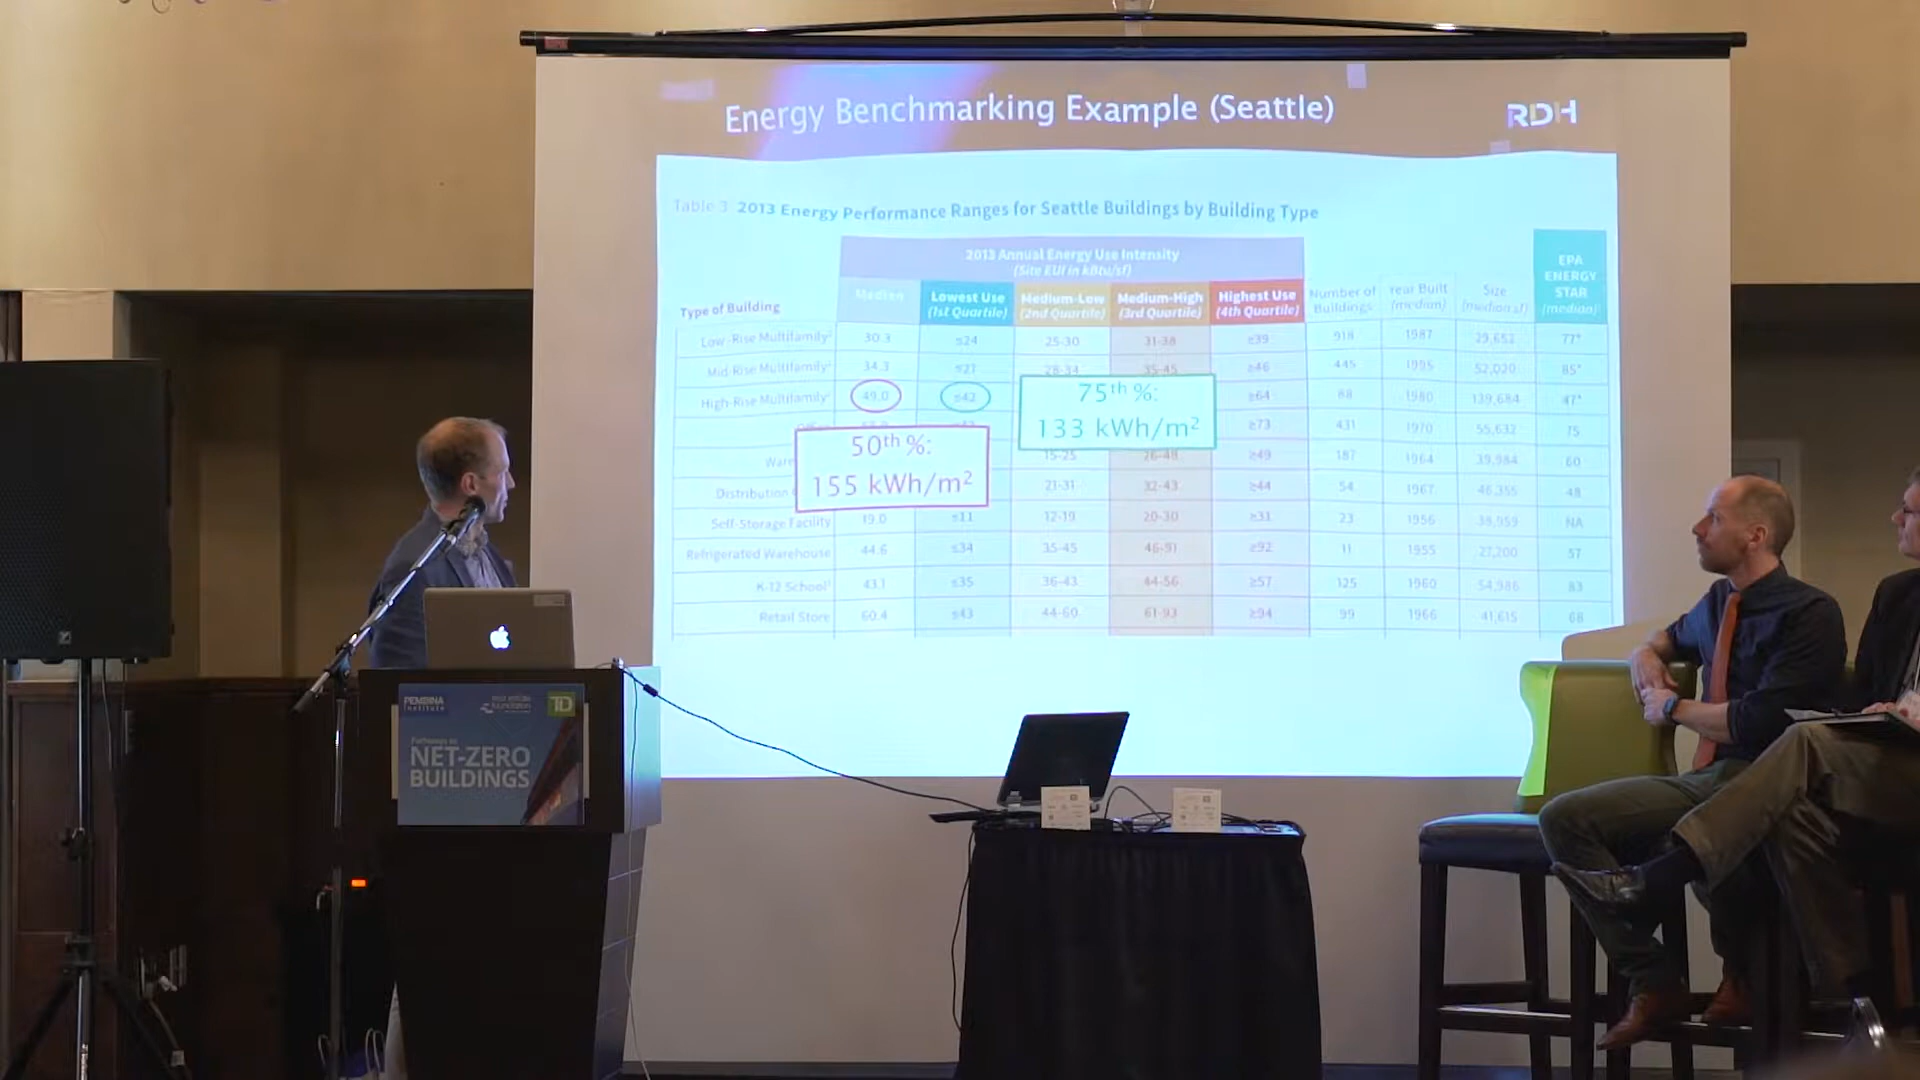 Energy Benchmarking Example (Seattle)
RDH
Table 3 2013 Energy Performance Ranges for Seattle Buildings by Building Type
2013 Annual Energy Use Intensity
(Site EUI in kBtu/sf)
Type of Building
Median
Lowest Use
(1st Quartile)
Medium-Low
(2nd Quartile)
Medium-High
(3rd Quartile)
Highest Use
(4th Quartile)
Number of
Buildings
Year Built
(median)
Size
(median sf)
EPA
ENERGY
STAR
(median)
Low-Rise Multifamily 30.3 ≤24 25-30 31-38 ≥39 918 1987 29,652 77*
Mid-Rise Multifamily 34.3 ≤27 28-34 35-45 ≥46 445 1995 52,020 85*
High-Rise Multifamily 49.0 ≤42 ≥64 88 1980 139,684 47*
≥73 431 1970 55,632 75
Ware 15-25 26-48 ≥49 187 1964 39,984 60
Distribution 21-31 32-43 ≥44 54 1967 46,355 48
Self-Storage Facility 19.0 ≤11 12-19 20-30 ≥31 23 1956 38,959 NA
Refrigerated Warehouse 44.6 ≤34 35-45 46-91 ≥92 11 1955 27,200 57
K-12 School 43.1 ≤35 36-43 44-56 ≥57 125 1960 54,986 83
Retail Store 60.4 ≤43 44-60 61-93 ≥94 99 1966 41,615 68
75th %:
133 kWh/m²
50th %:
155 kWh/m²
PEMBINA
institute
foundation
TD
Pathways to
NET-ZERO
BUILDINGS